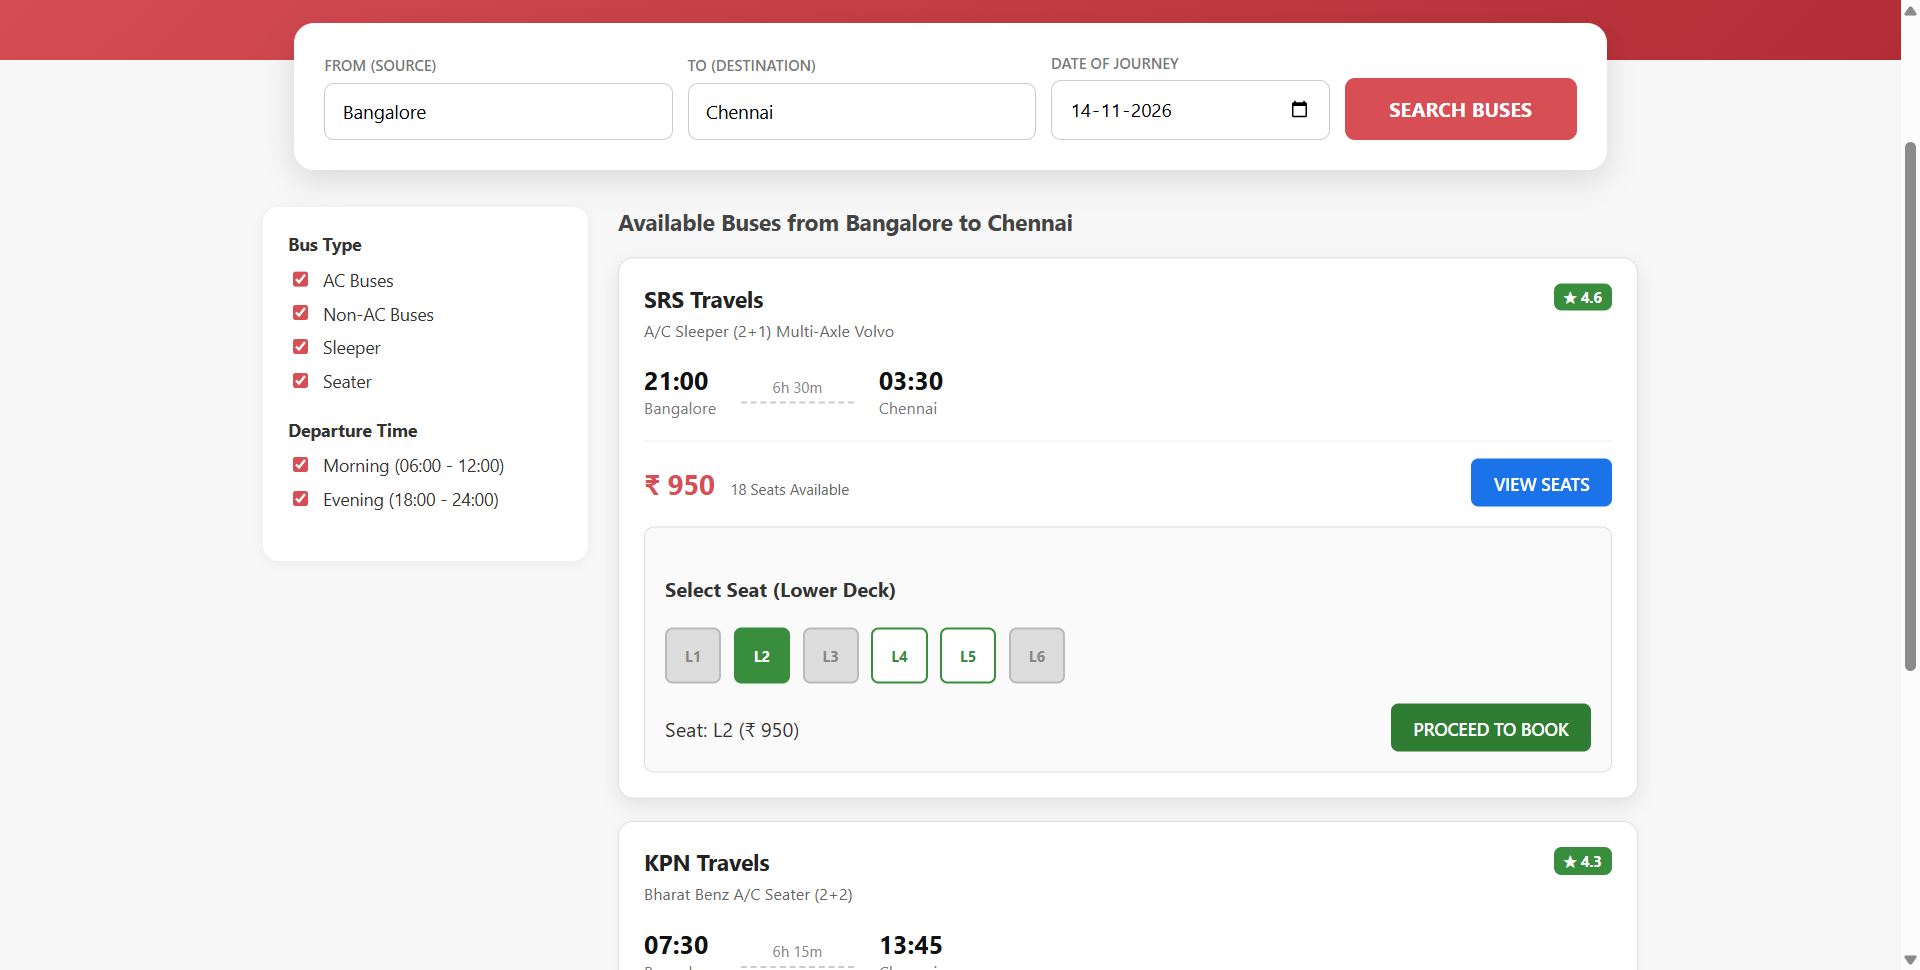 FROM (SOURCE)
Bangalore
TO (DESTINATION)
Chennai
DATE OF JOURNEY
14-11-2026
SEARCH BUSES
Bus Type
AC Buses
Non-AC Buses
Sleeper
Seater
Departure Time
Morning (06:00 - 12:00)
Evening (18:00 - 24:00)
Available Buses from Bangalore to Chennai
SRS Travels
★ 4.6
A/C Sleeper (2+1) Multi-Axle Volvo
21:00
Bangalore
6h 30m
03:30
Chennai
₹ 950
18 Seats Available
VIEW SEATS
Select Seat (Lower Deck)
L1 L2 L3 L4 L5 L6
Seat: L2 (₹ 950)
PROCEED TO BOOK
KPN Travels
★ 4.3
Bharat Benz A/C Seater (2+2)
07:30
6h 15m
13:45